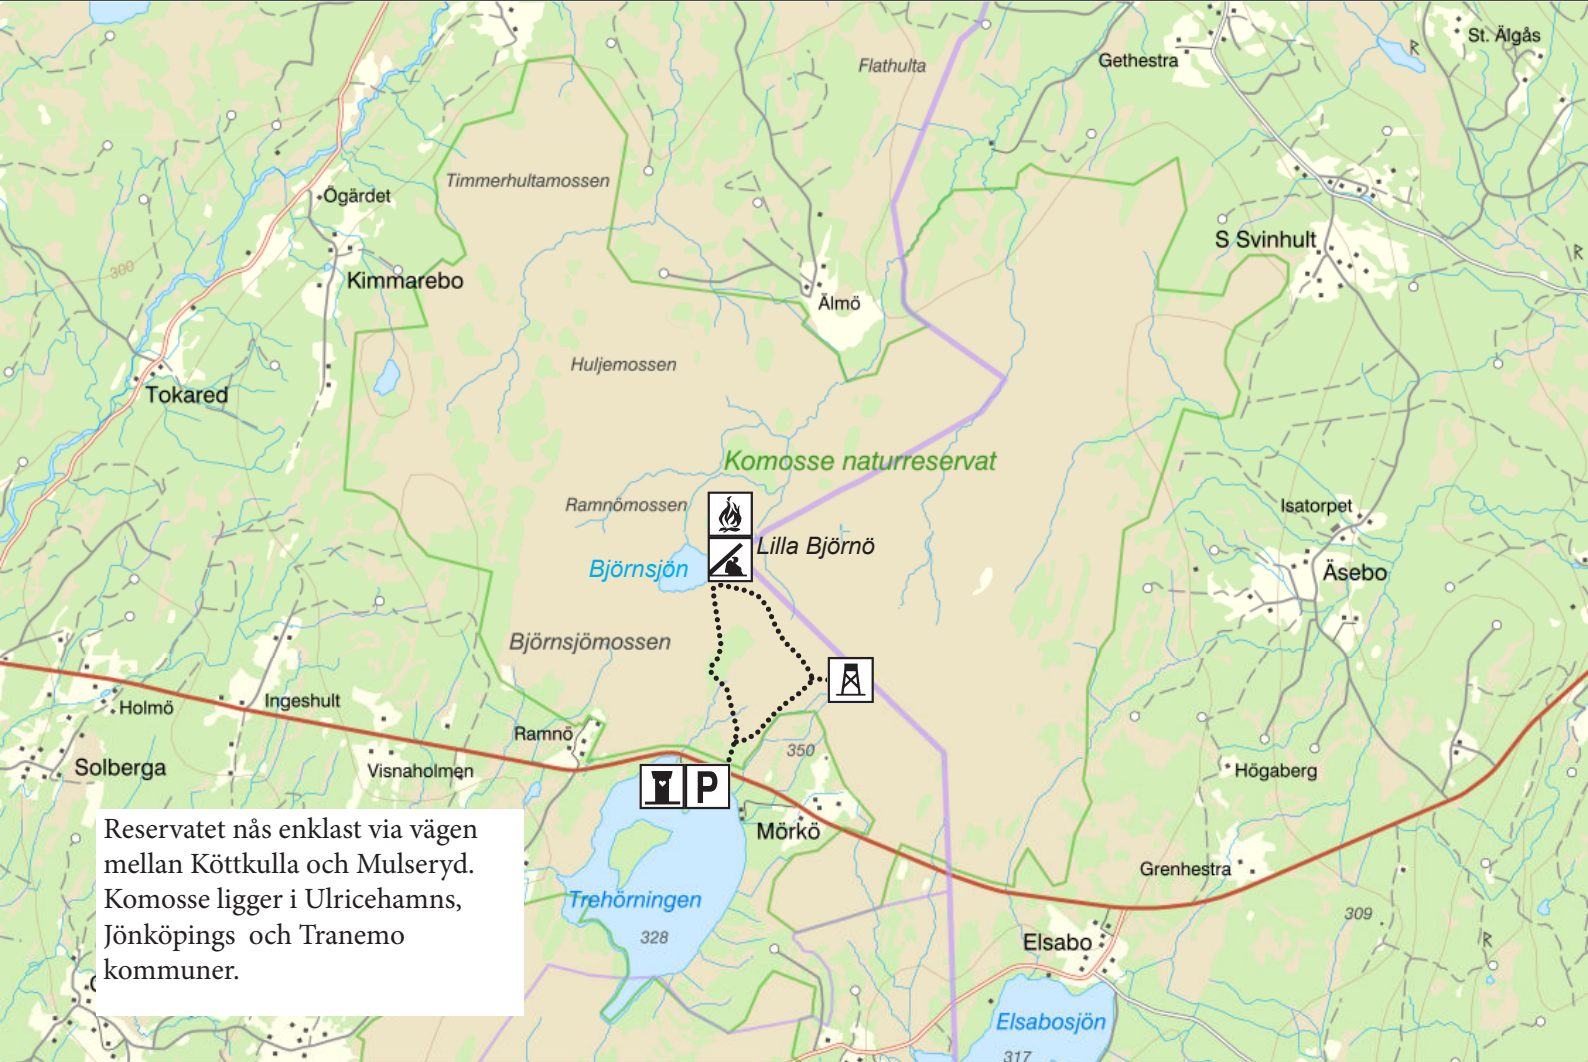 St. Älgås
Gethestra
Flathulta
Timmerhultamossen
Ögärdet
S Svinhult
300
Kimmarebo
Älmö
Huljemossen
Tokared
Komosse naturreservat
Ramnömossen
Isatorpet
Lilla Björnö
Björnsjön
Äsebo
Björnsjömossen
Ingeshult
Holmö
Ramnö
350
Solberga
Visnaholmen
Högaberg
P
Mörkö
Reservatet nås enklast via vägen
mellan Köttkulla och Mulseryd.
Komosse ligger i Ulricehamns,
Jönköpings och Tranemo
kommuner.
Grenhestra
Trehörningen
309
328
Elsabo
R
R
R
Elsabosjön
317